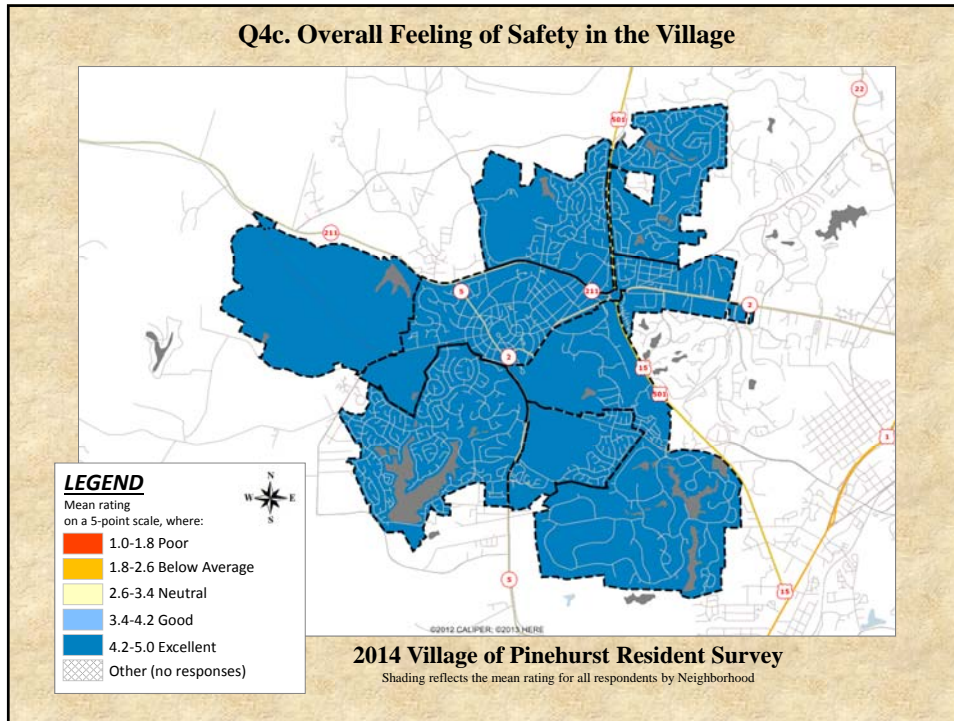 Q4c. Overall Feeling of Safety in the Village
501
22
211
5
211
2
2
15
501
1
5
15
LEGEND
N
W E
S
Mean rating
on a 5-point scale, where:
1.0-1.8 Poor
1.8-2.6 Below Average
2.6-3.4 Neutral
3.4-4.2 Good
4.2-5.0 Excellent
Other (no responses)
©2012 CALIPER; ©2013 HERE
2014 Village of Pinehurst Resident Survey
Shading reflects the mean rating for all respondents by Neighborhood